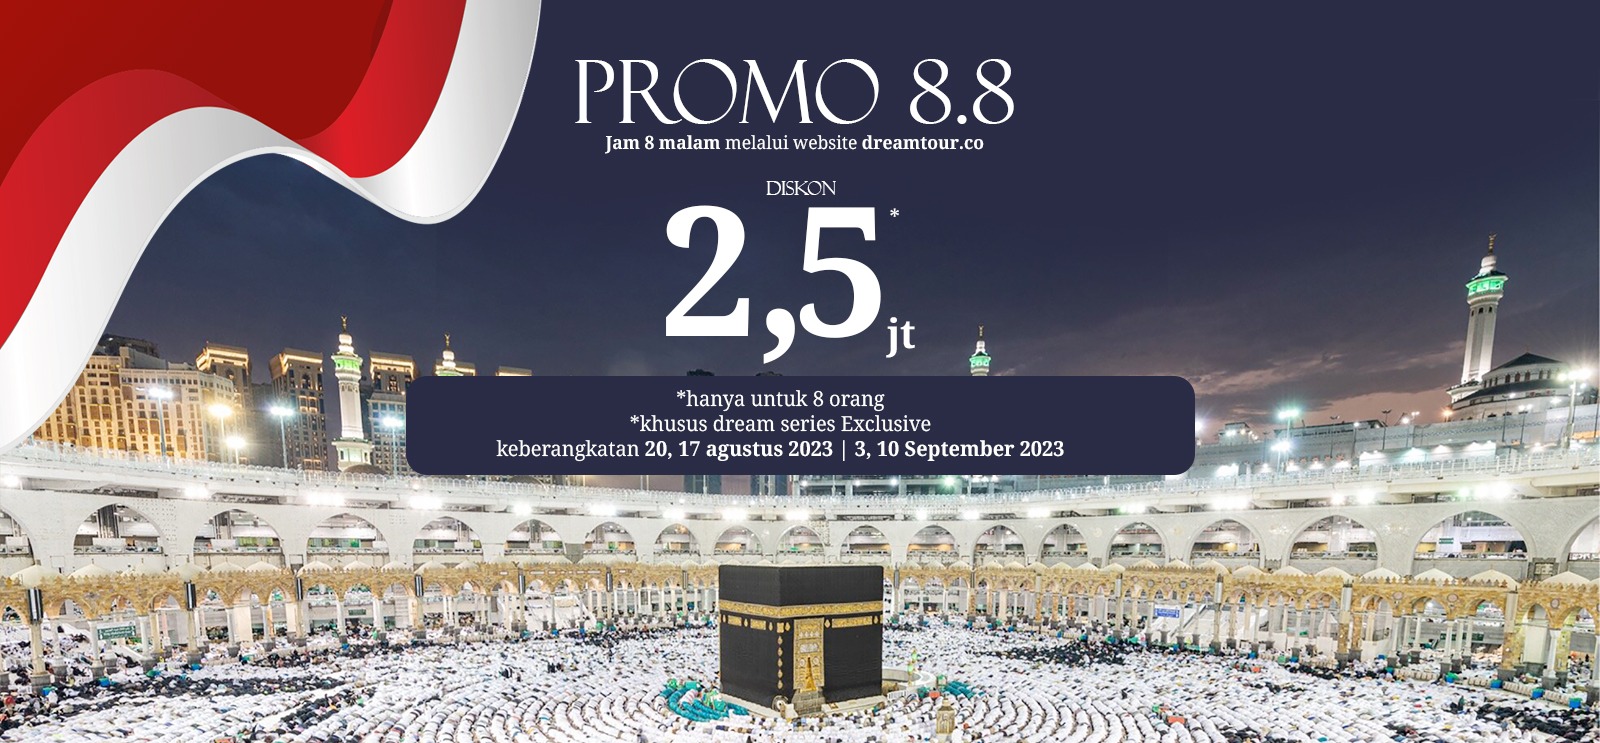 PROMO 8.8
Jam 8 malam melalui website dreamtour.co
DISKON
2,5*
jt
*hanya untuk 8 orang
*khusus dream series Exclusive
keberangkatan 20, 17 agustus 2023 | 3, 10 September 2023